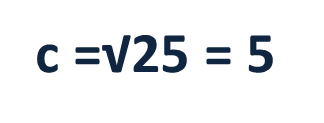 c =√25 = 5